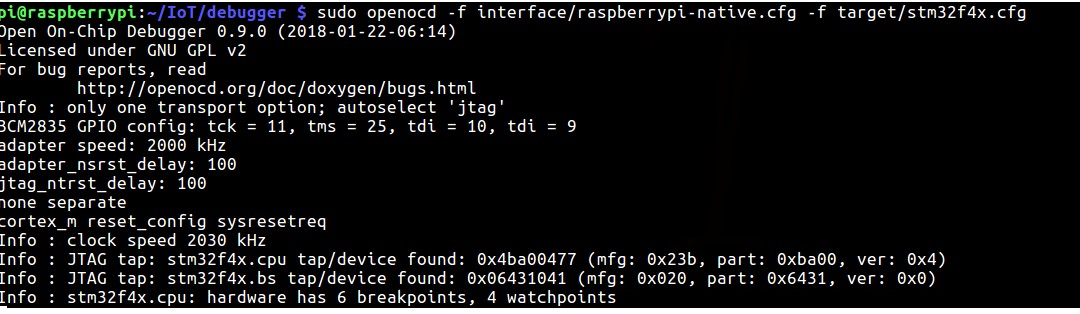 pi@raspberrypi:~/IoT/debugger $ sudo openocd -f interface/raspberrypi-native.cfg -f target/stm32f4x.cfg
Open On-Chip Debugger 0.9.0 (2018-01-22-06:14)
Licensed under GNU GPL v2
For bug reports, read
        http://openocd.org/doc/doxygen/bugs.html
Info : only one transport option; autoselect 'jtag'
BCM2835 GPIO config: tck = 11, tms = 25, tdi = 10, tdi = 9
adapter speed: 2000 kHz
adapter_nsrst_delay: 100
jtag_ntrst_delay: 100
none separate
cortex_m reset_config sysresetreq
Info : clock speed 2030 kHz
Info : JTAG tap: stm32f4x.cpu tap/device found: 0x4ba00477 (mfg: 0x23b, part: 0xba00, ver: 0x4)
Info : JTAG tap: stm32f4x.bs tap/device found: 0x06431041 (mfg: 0x020, part: 0x6431, ver: 0x0)
Info : stm32f4x.cpu: hardware has 6 breakpoints, 4 watchpoints